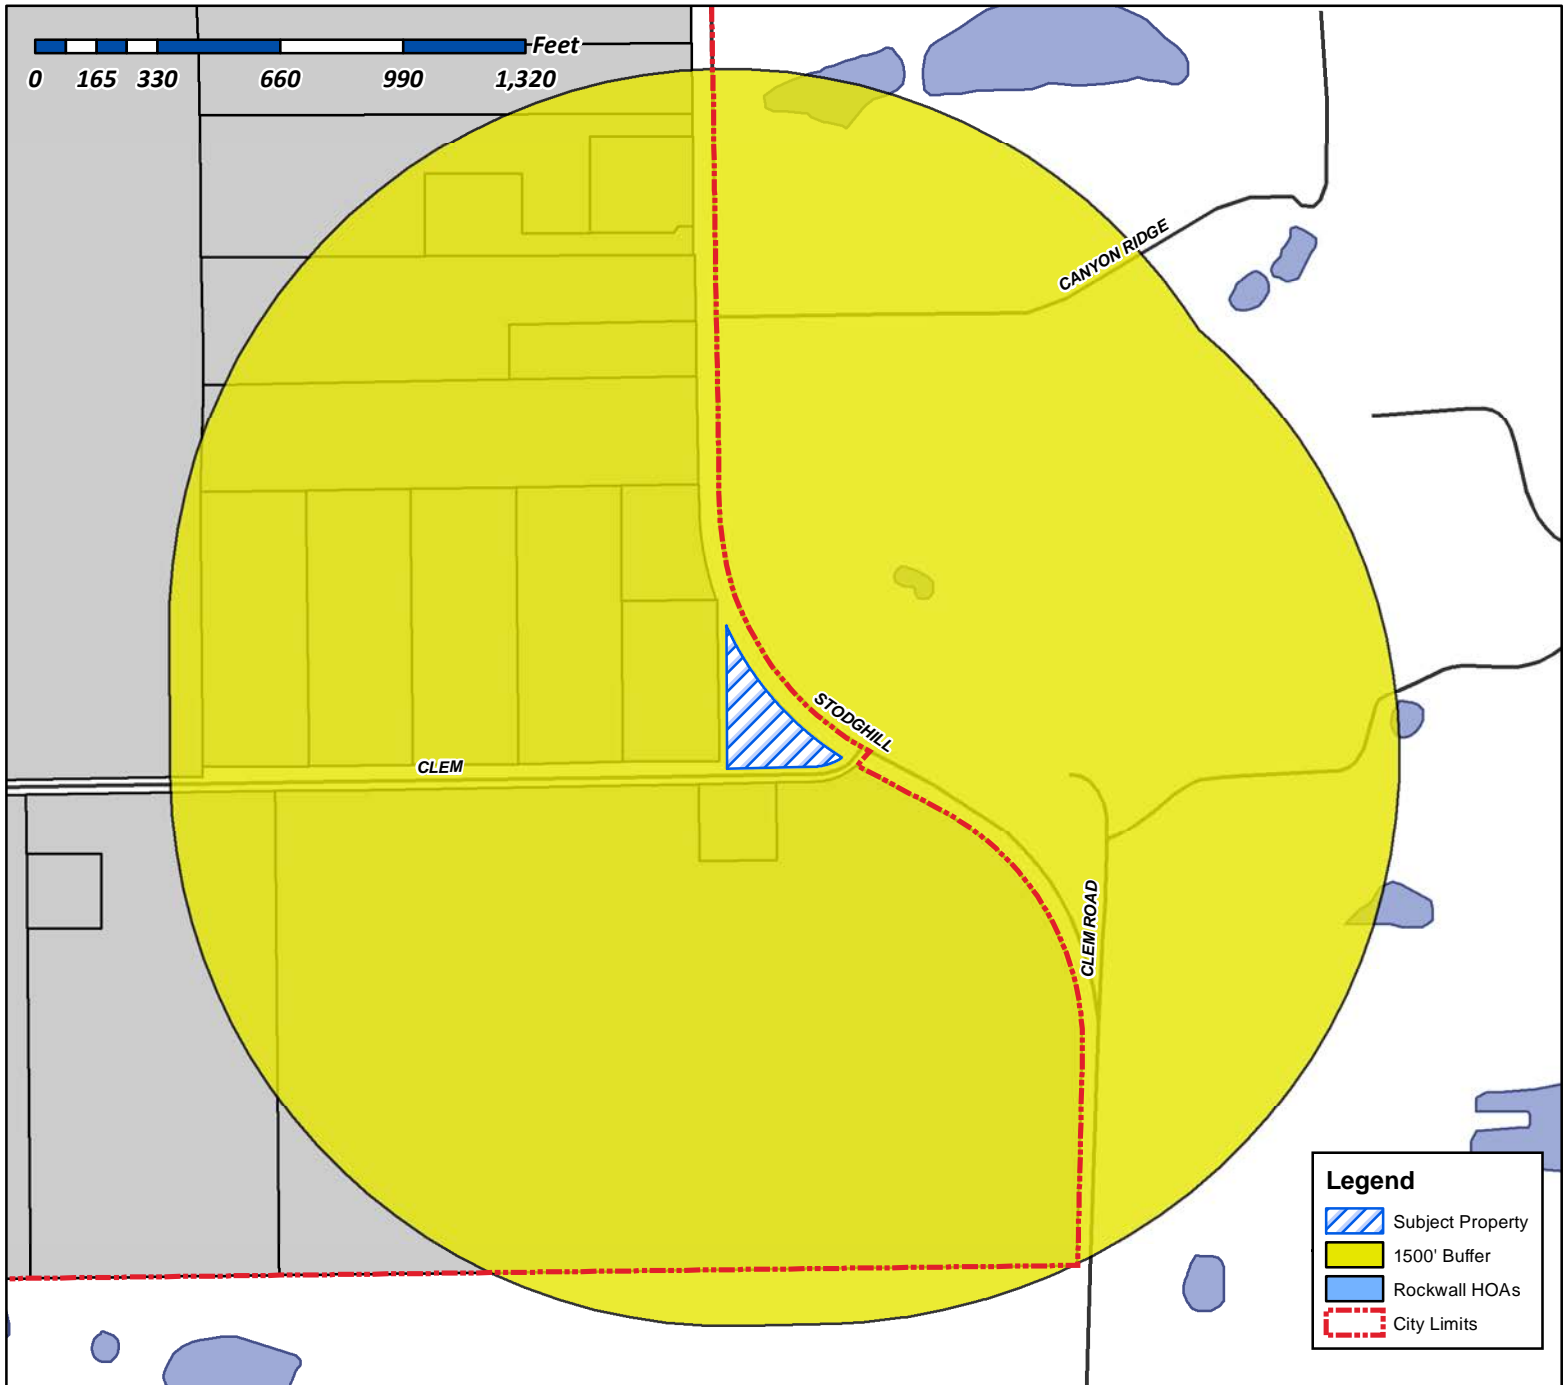 Feet
0 165 330 660 990 1,320
CANYON RIDGE
STODGHILL
CLEM
CLEM ROAD
Legend
Subject Property
1500' Buffer
Rockwall HOAs
City Limits